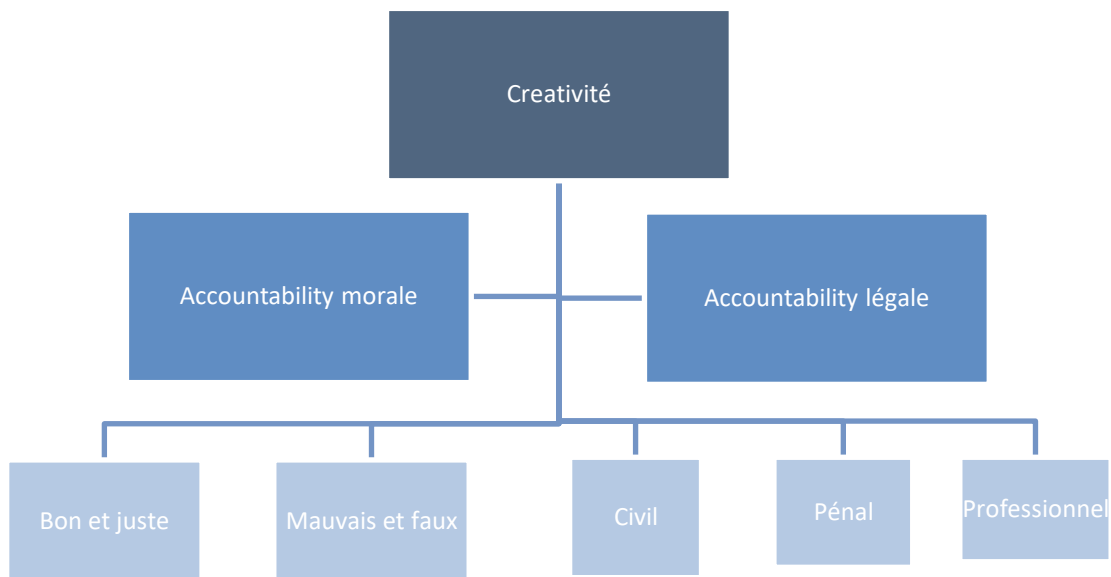 Creativité
Accountability morale
Accountability légale
Bon et juste
Mauvais et faux
Civil
Pénal
Professionnel